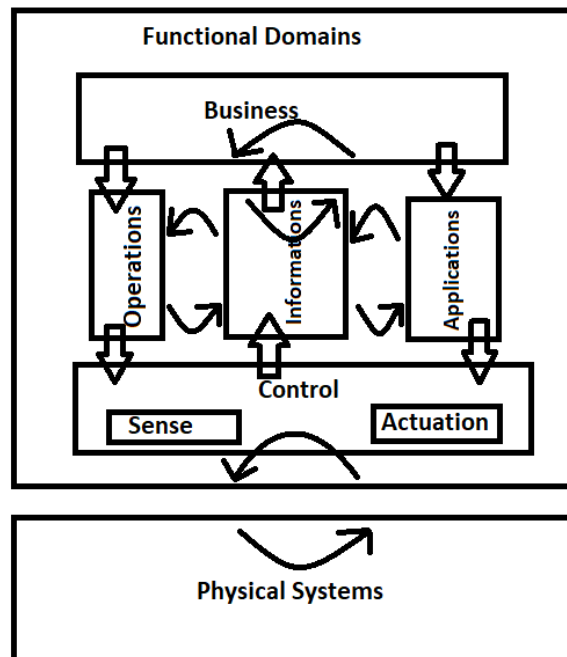 Functional Domains
Business
Operations
Informations
Applications
Control
Sense
Actuation
Physical Systems